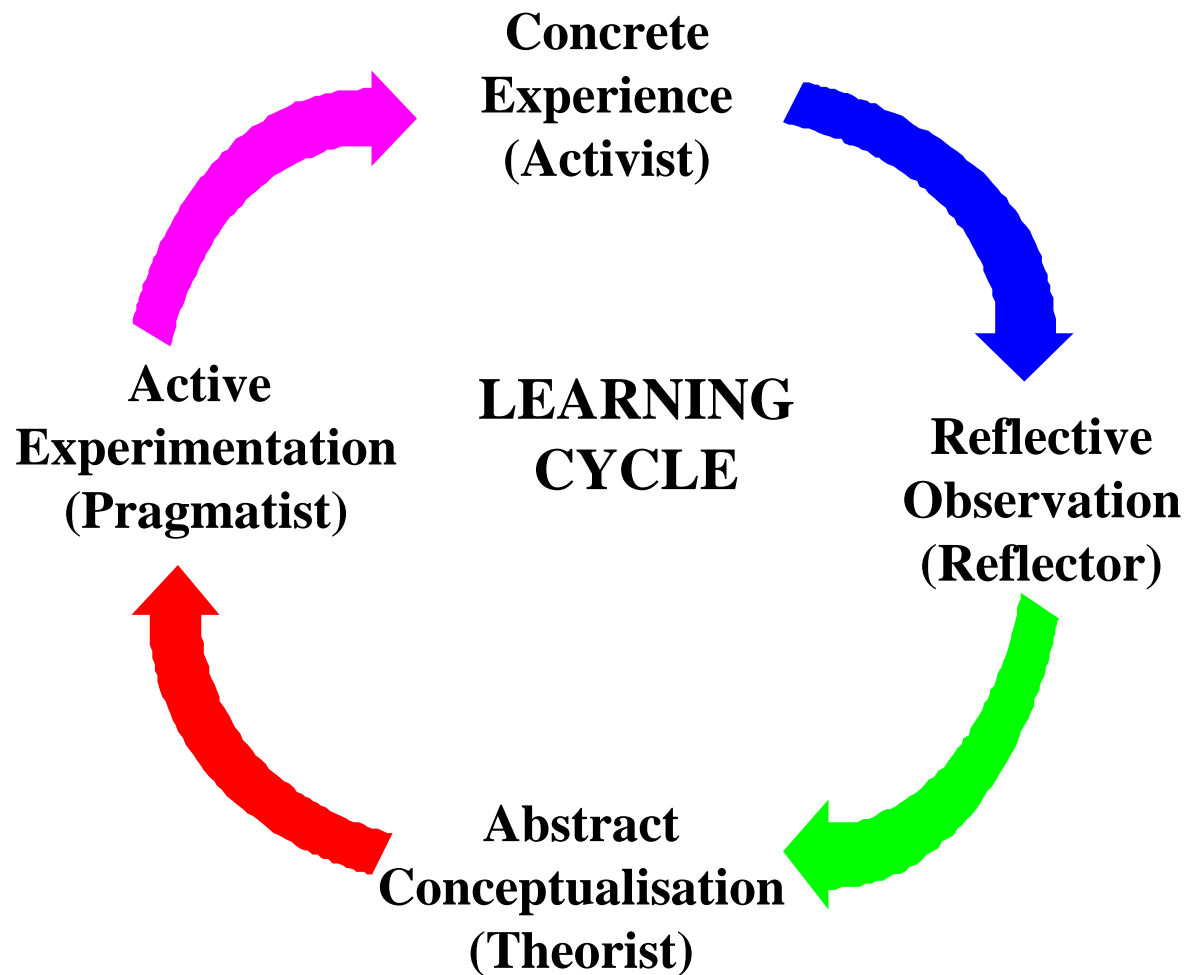 Concrete
Experience
(Activist)
Active
Experimentation
(Pragmatist)
LEARNING
CYCLE
Reflective
Observation
(Reflector)
Abstract
Conceptualisation
(Theorist)